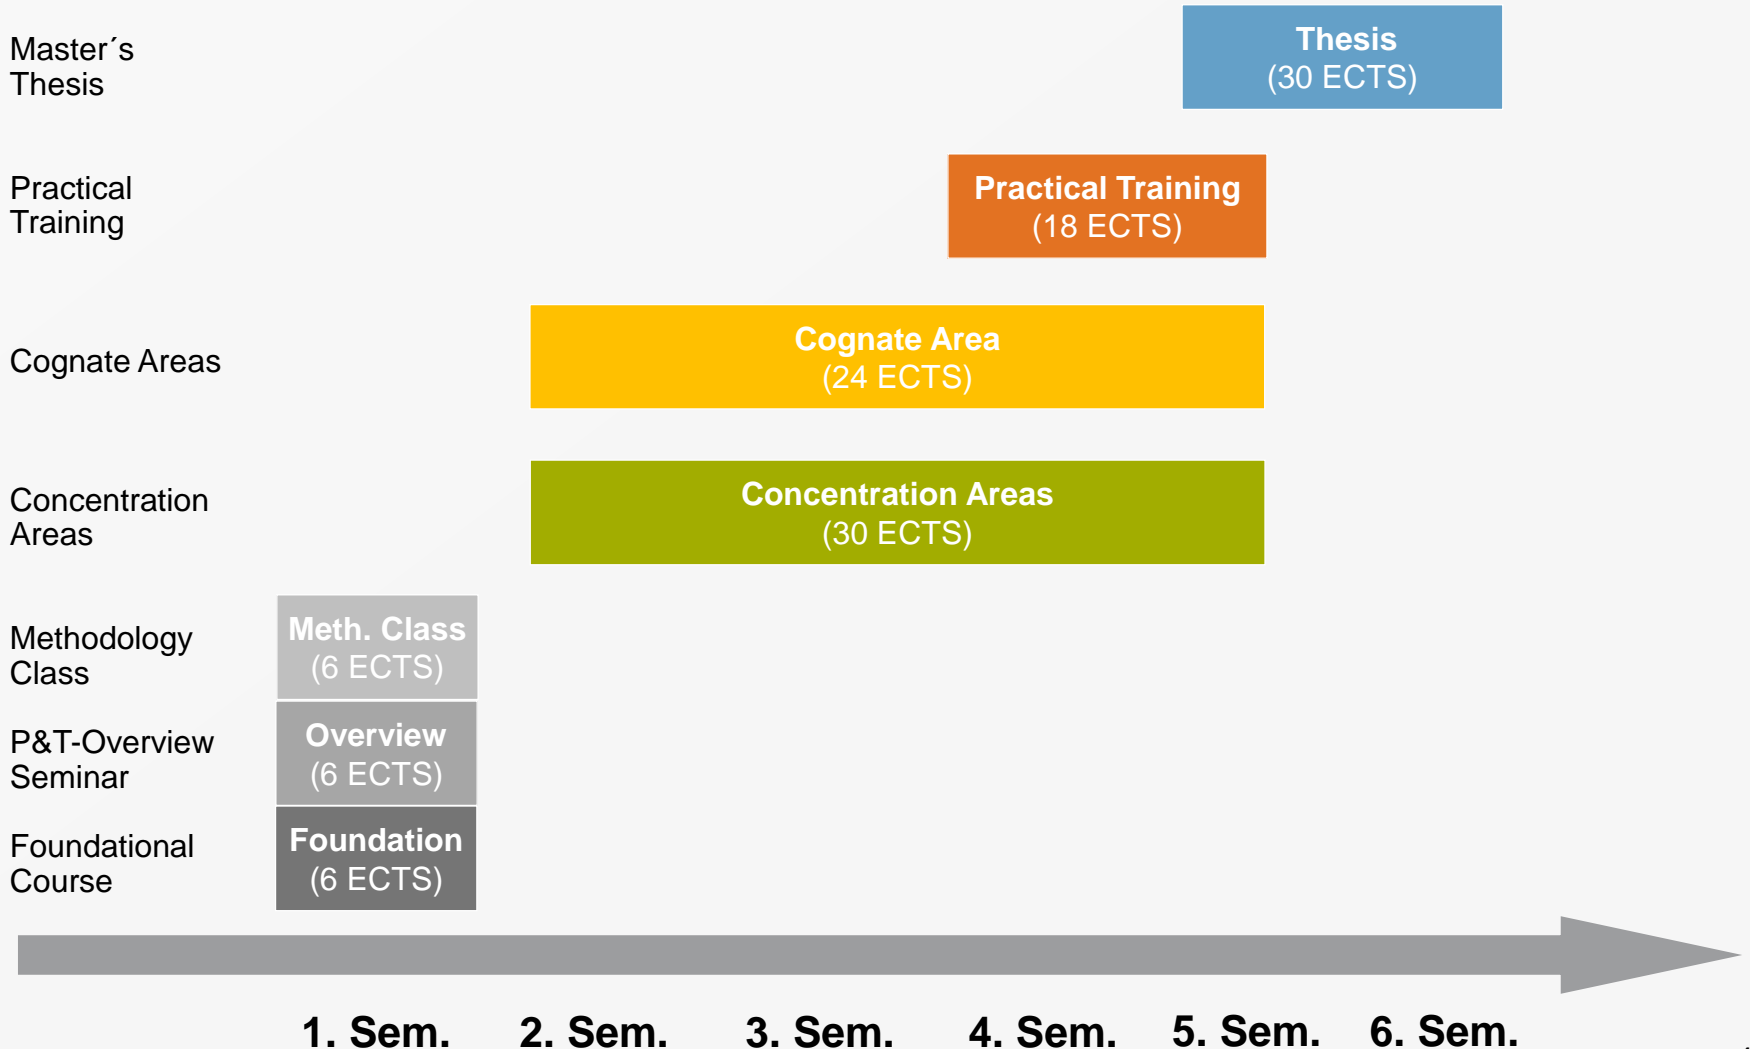 Master´s
Thesis
Thesis
(30 ECTS)
Practical
Training
Practical Training
(18 ECTS)
Cognate Areas
Cognate Area
(24 ECTS)
Concentration
Areas
Concentration Areas
(30 ECTS)
Methodology
Class
Meth. Class
(6 ECTS)
P&T-Overview
Seminar
Overview
(6 ECTS)
Foundational
Course
Foundation
(6 ECTS)
1. Sem. 2. Sem. 3. Sem. 4. Sem. 5. Sem. 6. Sem.